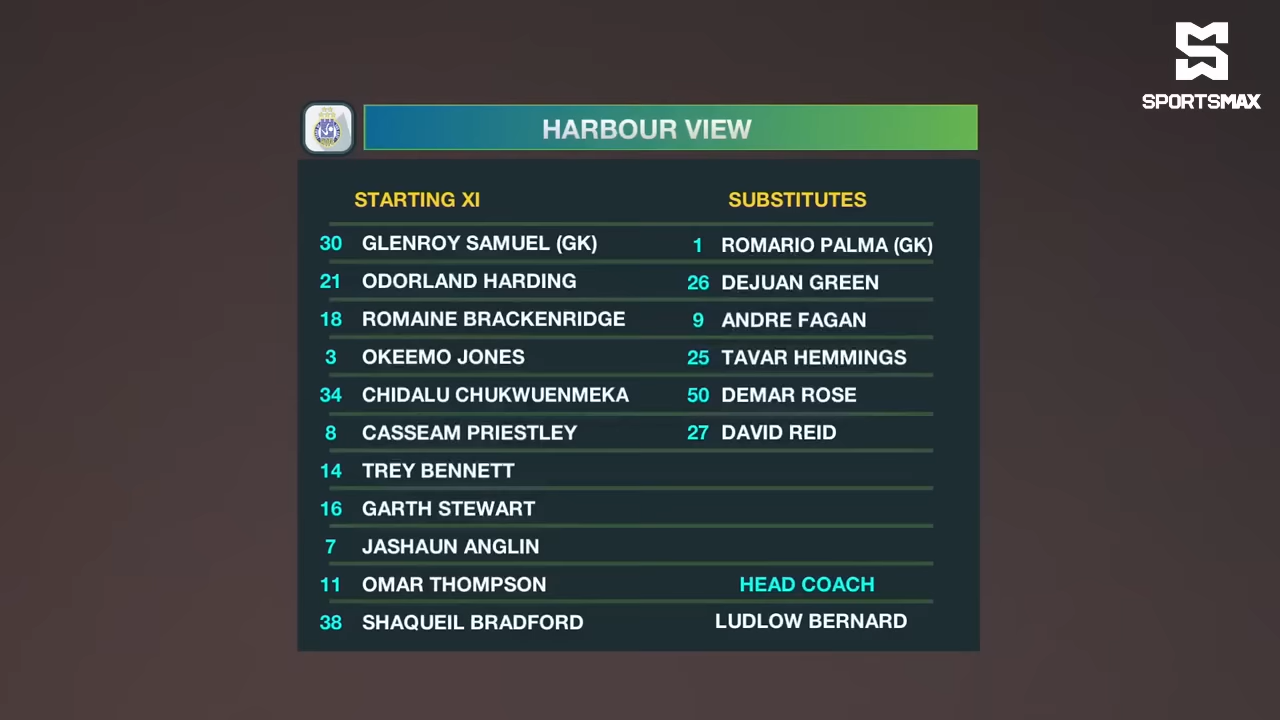 SPORTSMAX
HARBOUR VIEW
STARTING XI
30 GLENROY SAMUEL (GK)
21 ODORLAND HARDING
18 ROMAINE BRACKENRIDGE
3 OKEEMO JONES
34 CHIDALU CHUKWUENMEKA
8 CASSEAM PRIESTLEY
14 TREY BENNETT
16 GARTH STEWART
7 JASHAUN ANGLIN
11 OMAR THOMPSON
38 SHAQUEIL BRADFORD
SUBSTITUTES
1 ROMARIO PALMA (GK)
26 DEJUAN GREEN
9 ANDRE FAGAN
25 TAVAR HEMMINGS
50 DEMAR ROSE
27 DAVID REID
HEAD COACH
LUDLOW BERNARD